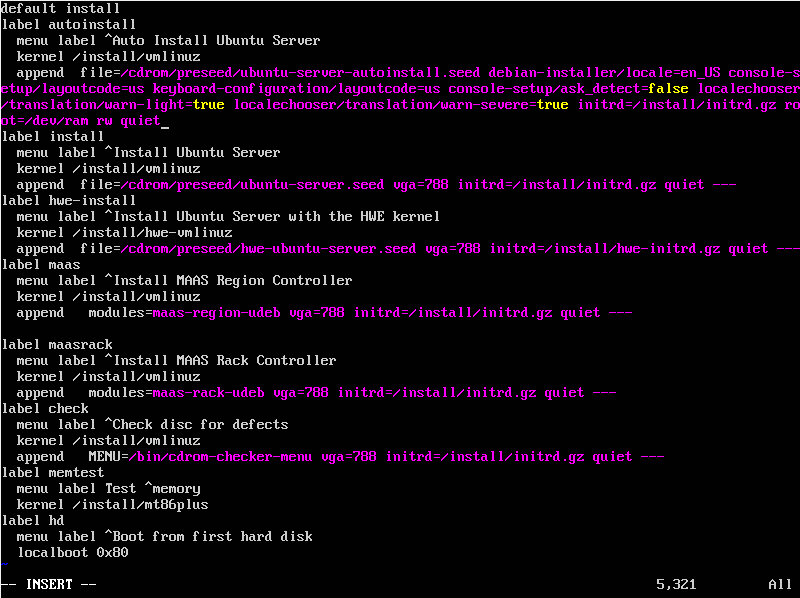 default install
label autoinstall
  menu label ^Auto Install Ubuntu Server
  kernel /install/vmlinuz
  append  file=/cdrom/preseed/ubuntu-server-autoinstall.seed debian-installer/locale=en_US console-s
etup/layoutcode=us keyboard-configuration/layoutcode=us console-setup/ask_detect=false localechooser
/translation/warn-light=true localechooser/translation/warn-severe=true initrd=/install/initrd.gz ro
ot=/dev/ram rw quiet_
label install
  menu label ^Install Ubuntu Server
  kernel /install/vmlinuz
  append  file=/cdrom/preseed/ubuntu-server.seed vga=788 initrd=/install/initrd.gz quiet ---
label hwe-install
  menu label ^Install Ubuntu Server with the HWE kernel
  kernel /install/hwe-vmlinuz
  append  file=/cdrom/preseed/hwe-ubuntu-server.seed vga=788 initrd=/install/hwe-initrd.gz quiet ---
label maas
  menu label ^Install MAAS Region Controller
  kernel /install/vmlinuz
  append   modules=maas-region-udeb vga=788 initrd=/install/initrd.gz quiet ---

label maasrack
  menu label ^Install MAAS Rack Controller
  kernel /install/vmlinuz
  append   modules=maas-rack-udeb vga=788 initrd=/install/initrd.gz quiet ---
label check
  menu label ^Check disc for defects
  kernel /install/vmlinuz
  append   MENU=/bin/cdrom-checker-menu vga=788 initrd=/install/initrd.gz quiet ---
label memtest
  menu label Test ^memory
  kernel /install/mt86plus
label hd
  menu label ^Boot from first hard disk
  localboot 0x80
~
-- INSERT --                                                                      5,321         All